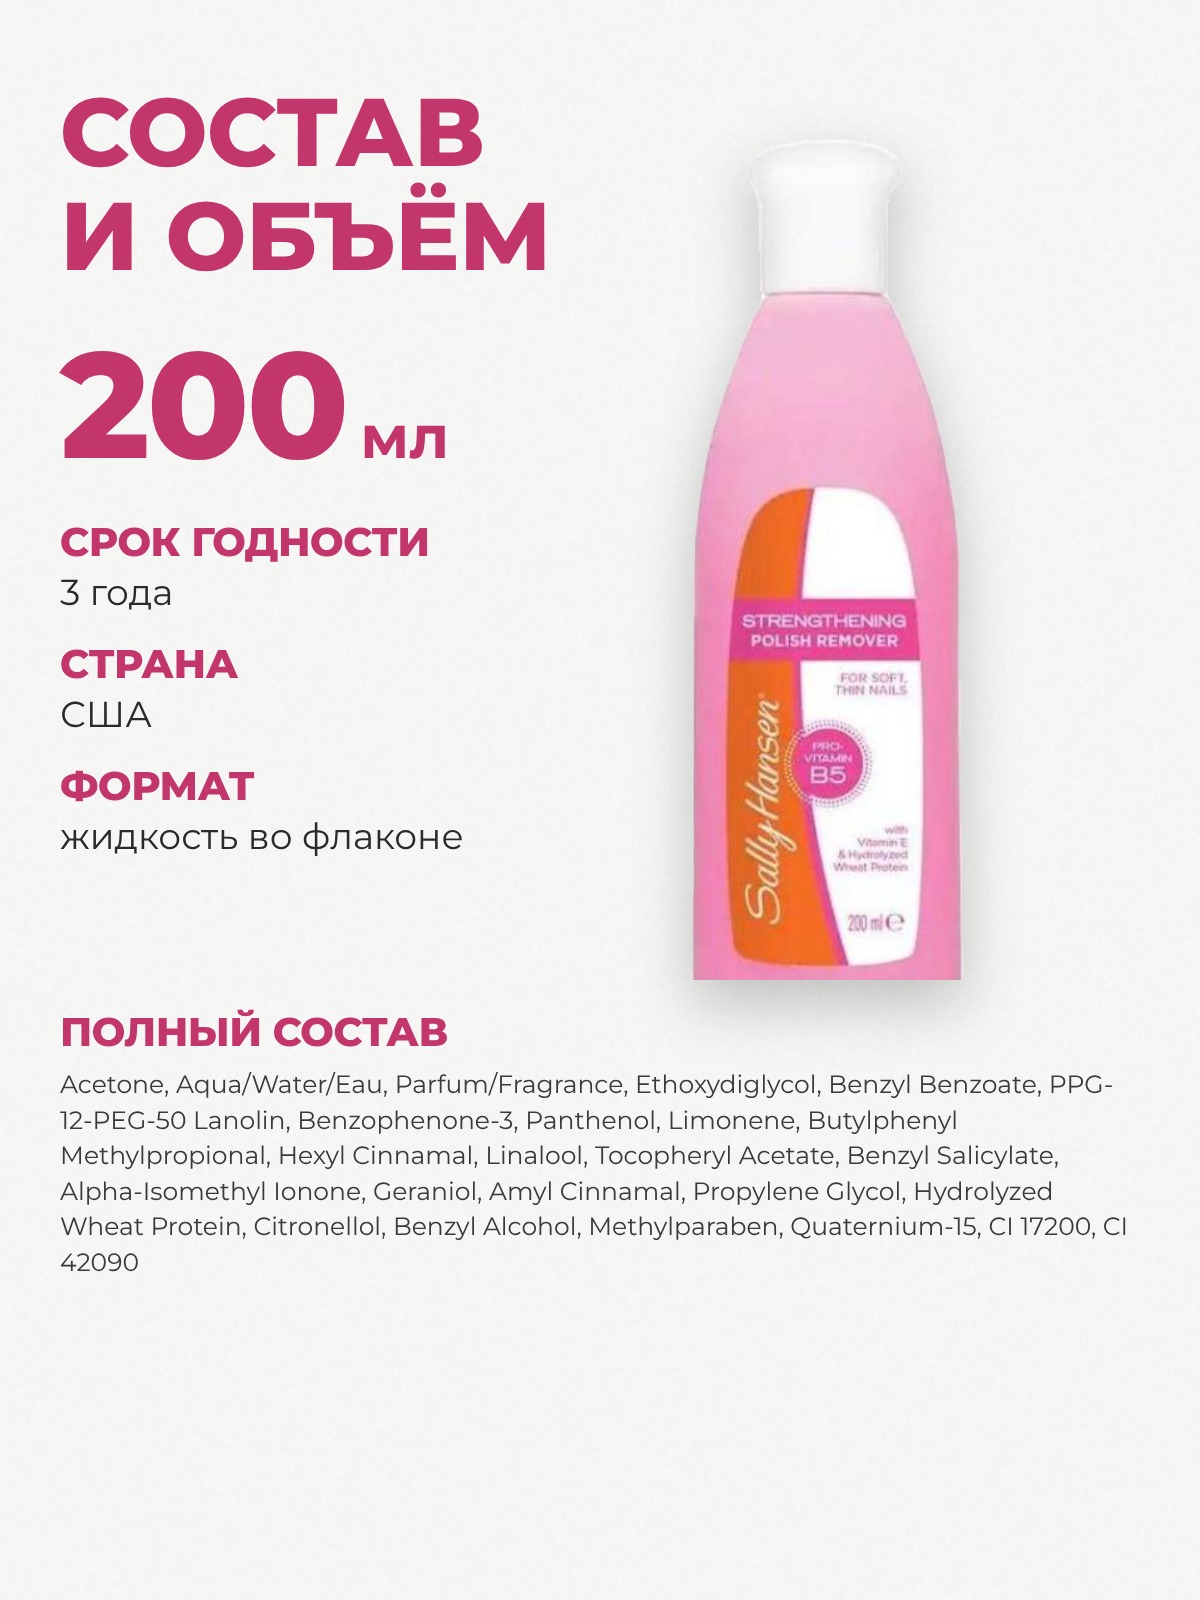 СОСТАВ
И ОБЪЁМ
200 мл
СРОК ГОДНОСТИ
3 года
СТРАНА
США
ФОРМАТ
жидкость во флаконе
STRENGTHENING
POLISH REMOVER
FOR SOFT,
THIN NAILS
Sally Hansen®
PRO-
VITAMIN
B5
with
Vitamin E
& Hydrolyzed
Wheat Protein
200 ml ℮
ПОЛНЫЙ СОСТАВ
Acetone, Aqua/Water/Eau, Parfum/Fragrance, Ethoxydiglycol, Benzyl Benzoate, PPG-
12-PEG-50 Lanolin, Benzophenone-3, Panthenol, Limonene, Butylphenyl
Methylpropional, Hexyl Cinnamal, Linalool, Tocopheryl Acetate, Benzyl Salicylate,
Alpha-Isomethyl Ionone, Geraniol, Amyl Cinnamal, Propylene Glycol, Hydrolyzed
Wheat Protein, Citronellol, Benzyl Alcohol, Methylparaben, Quaternium-15, CI 17200, CI
42090